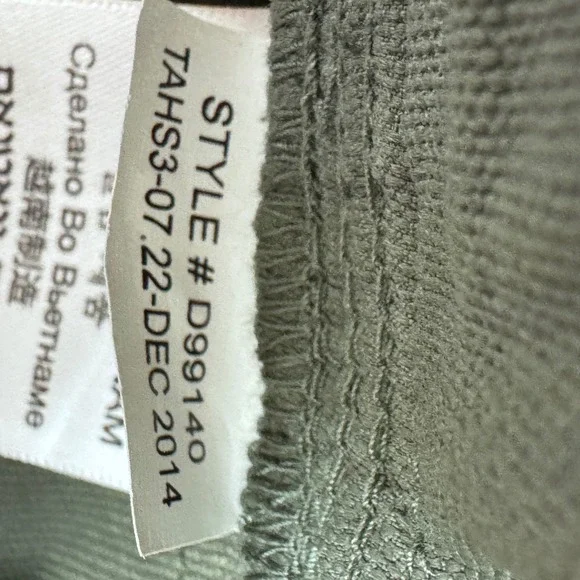 STYLE # D99140
TAHS3-07.22-DEC 2014
Сделано Во Вьетнаме
越南制造